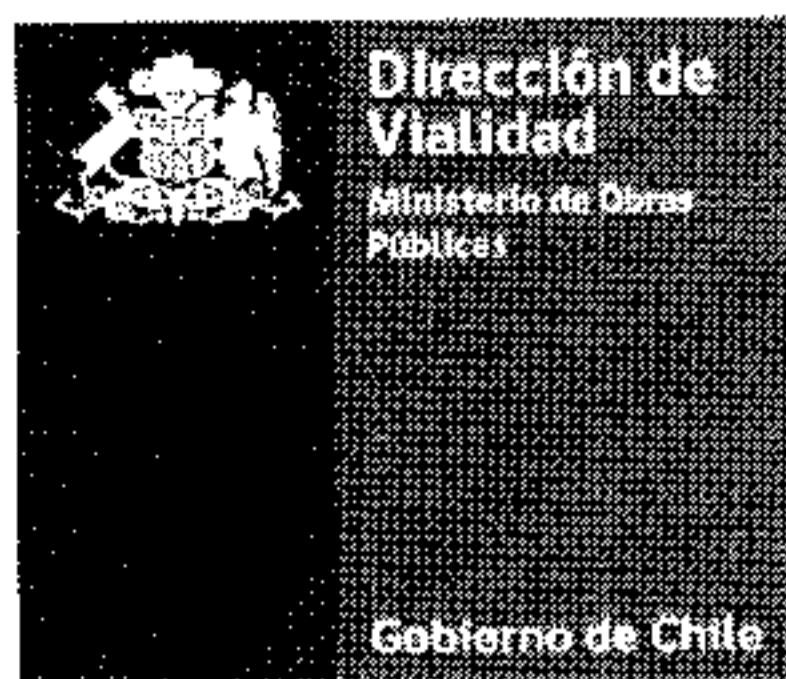 Dirección de
Vialidad
Ministerio de Obras
Públicas
Gobierno de Chile